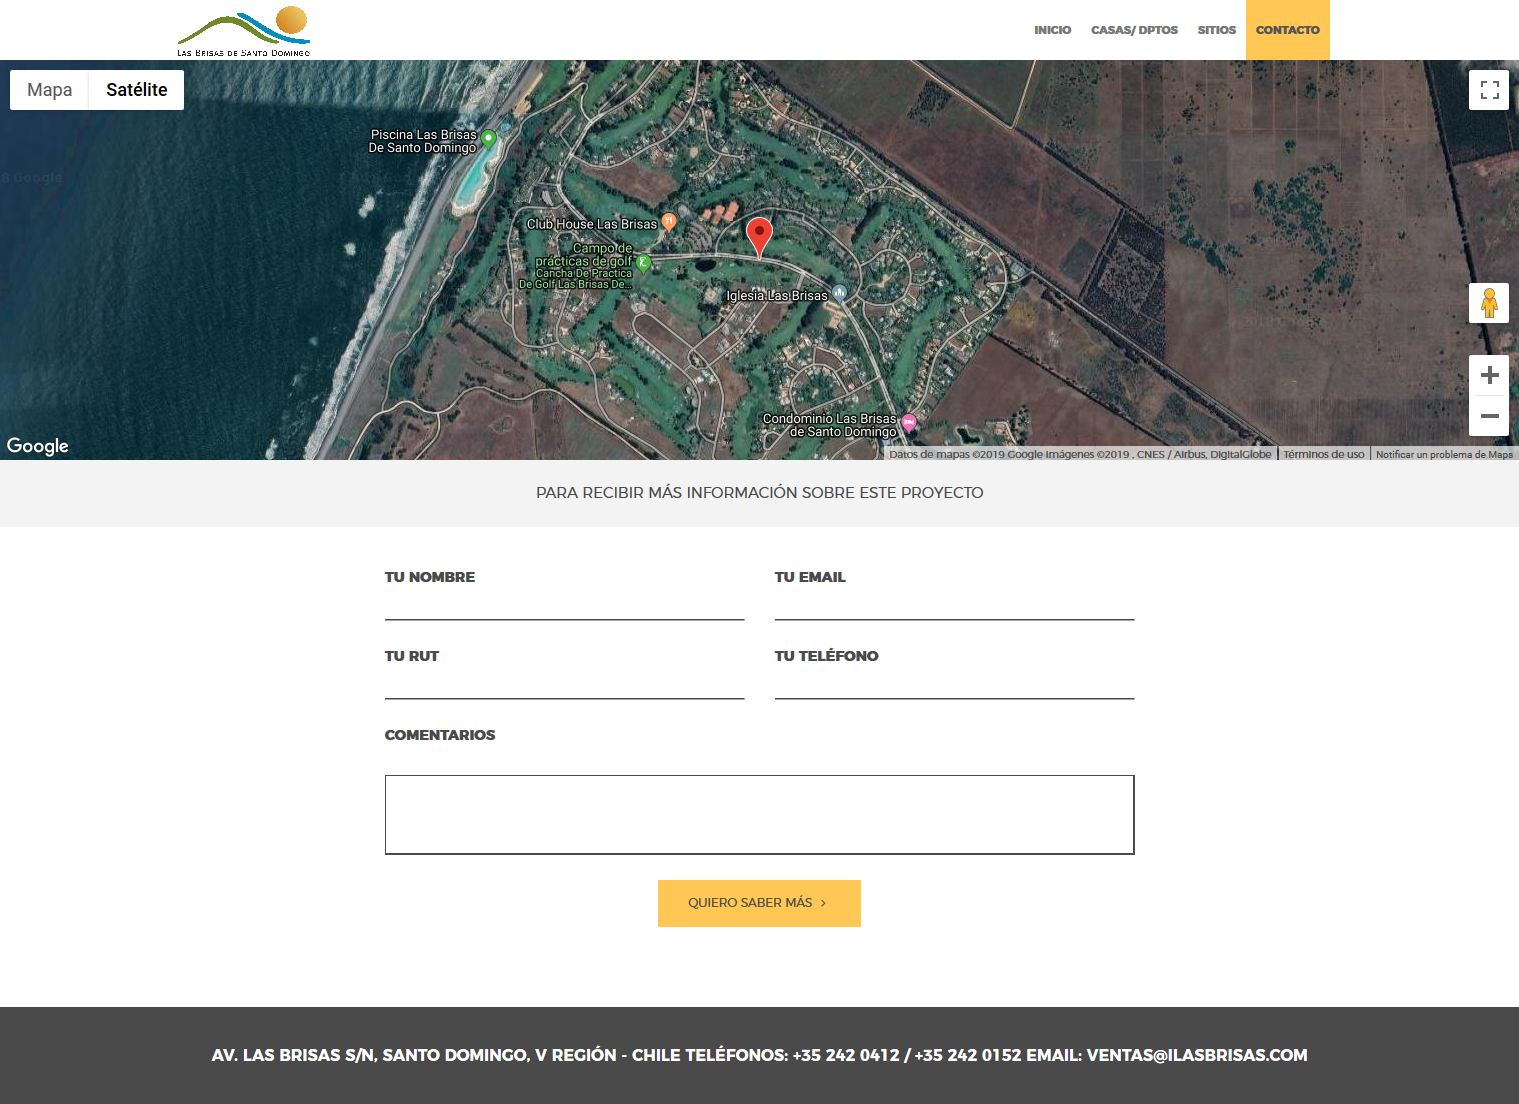 LAS BRISAS DE SANTO DOMINGO
INICIO
CASAS/ DPTOS
SITIOS
CONTACTO
Mapa
Satélite
Piscina Las Brisas
De Santo Domingo
8 Google
Club House Las Brisas
Campo de
prácticas de golf
Cancha De Practica
De Golf Las Brisas De...
Iglesia Las Brisas
Condominio Las Brisas
de Santo Domingo
Google
Datos de mapas ©2019 Google Imágenes ©2019 , CNES / Airbus, DigitalGlobe
Términos de uso
Notificar un problema de Maps
PARA RECIBIR MÁS INFORMACIÓN SOBRE ESTE PROYECTO
TU NOMBRE
TU EMAIL
TU RUT
TU TELÉFONO
COMENTARIOS
QUIERO SABER MÁS >
AV. LAS BRISAS S/N, SANTO DOMINGO, V REGIÓN - CHILE TELÉFONOS: +35 242 0412 / +35 242 0152 EMAIL: VENTAS@ILASBRISAS.COM